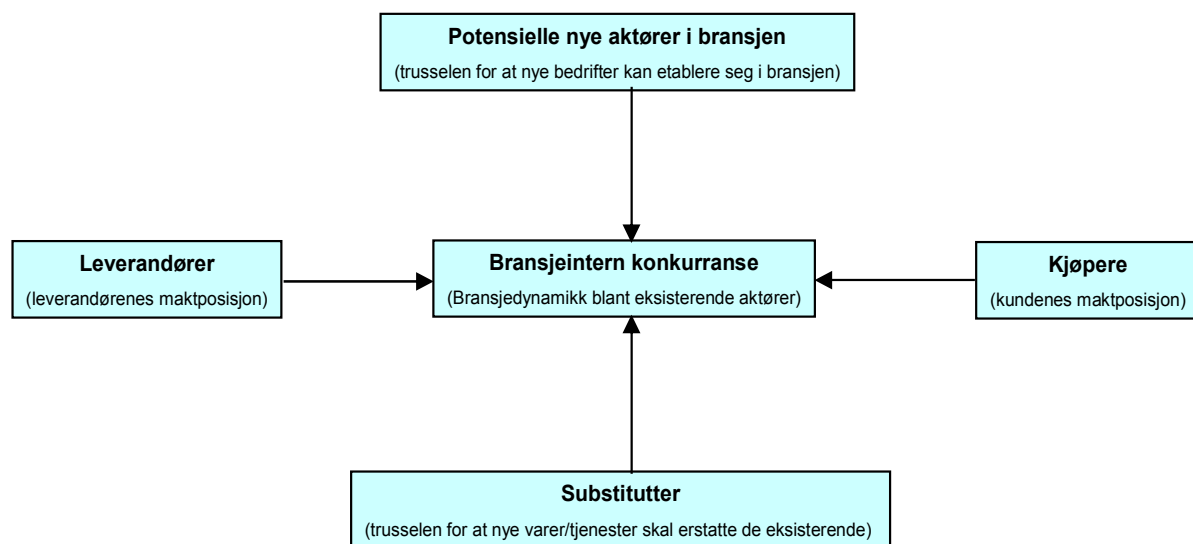 Potensielle nye aktører i bransjen
(trusselen for at nye bedrifter kan etablere seg i bransjen)
Leverandører
(leverandørenes maktposisjon)
Bransjeintern konkurranse
(Bransjedynamikk blant eksisterende aktører)
Kjøpere
(kundenes maktposisjon)
Substitutter
(trusselen for at nye varer/tjenester skal erstatte de eksisterende)